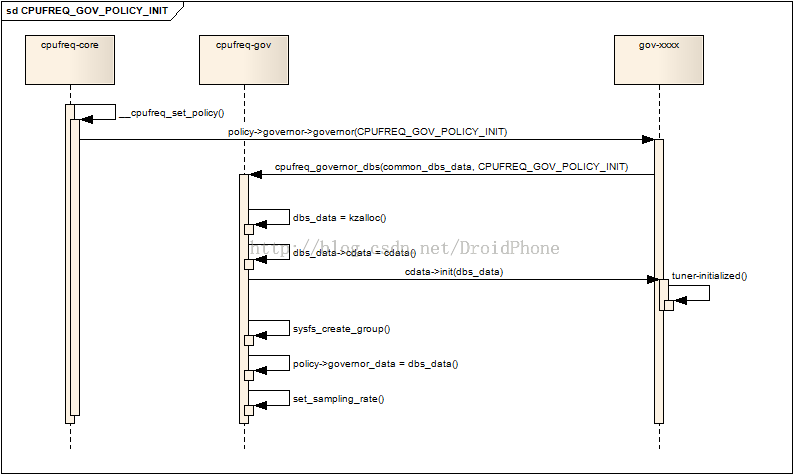 sd CPUFREQ_GOV_POLICY_INIT
cpufreq-core
cpufreq-gov
gov-xxxx
__cpufreq_set_policy()
policy->governor->governor(CPUFREQ_GOV_POLICY_INIT)
cpufreq_governor_dbs(common_dbs_data, CPUFREQ_GOV_POLICY_INIT)
dbs_data = kzalloc()
http://blog.csdn.net/DroidPhone
dbs_data->cdata = cdata()
cdata->init(dbs_data)
tuner-initialized()
sysfs_create_group()
policy->governor_data = dbs_data()
set_sampling_rate()